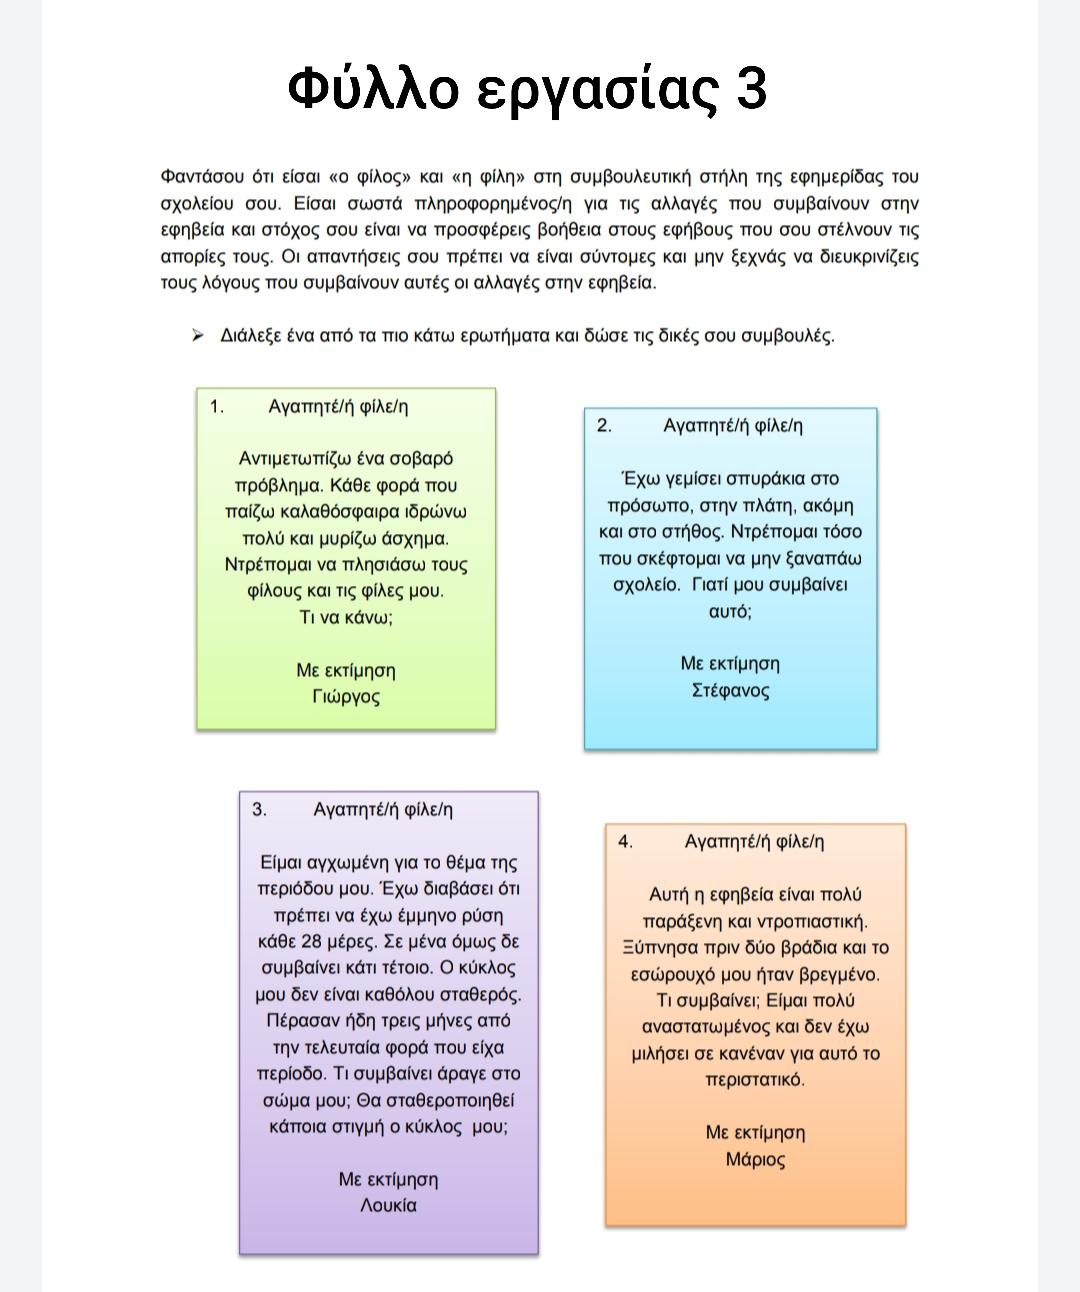 Φύλλο εργασίας 3
Φαντάσου ότι είσαι «ο φίλος» και «η φίλη» στη συμβουλευτική στήλη της εφημερίδας του
σχολείου σου. Είσαι σωστά πληροφορημένος/η για τις αλλαγές που συμβαίνουν στην
εφηβεία και στόχος σου είναι να προσφέρεις βοήθεια στους εφήβους που σου στέλνουν τις
απορίες τους. Οι απαντήσεις σου πρέπει να είναι σύντομες και μην ξεχνάς να διευκρινίζεις
τους λόγους που συμβαίνουν αυτές οι αλλαγές στην εφηβεία.
➢ Διάλεξε ένα από τα πιο κάτω ερωτήματα και δώσε τις δικές σου συμβουλές.
1. Αγαπητέ/ή φίλε/η
Αντιμετωπίζω ένα σοβαρό
πρόβλημα. Κάθε φορά που
παίζω καλαθόσφαιρα ιδρώνω
πολύ και μυρίζω άσχημα.
Ντρέπομαι να πλησιάσω τους
φίλους και τις φίλες μου.
Τι να κάνω;
Με εκτίμηση
Γιώργος
2. Αγαπητέ/ή φίλε/η
Έχω γεμίσει σπυράκια στο
πρόσωπο, στην πλάτη, ακόμη
και στο στήθος. Ντρέπομαι τόσο
που σκέφτομαι να μην ξαναπάω
σχολείο. Γιατί μου συμβαίνει
αυτό;
Με εκτίμηση
Στέφανος
3. Αγαπητέ/ή φίλε/η
Είμαι αγχωμένη για το θέμα της
περιόδου μου. Έχω διαβάσει ότι
πρέπει να έχω έμμηνο ρύση
κάθε 28 μέρες. Σε μένα όμως δε
συμβαίνει κάτι τέτοιο. Ο κύκλος
μου δεν είναι καθόλου σταθερός.
Πέρασαν ήδη τρεις μήνες από
την τελευταία φορά που είχα
περίοδο. Τι συμβαίνει άραγε στο
σώμα μου; Θα σταθεροποιηθεί
κάποια στιγμή ο κύκλος μου;
Με εκτίμηση
Λουκία
4. Αγαπητέ/ή φίλε/η
Αυτή η εφηβεία είναι πολύ
παράξενη και ντροπιαστική.
Ξύπνησα πριν δύο βράδια και το
εσώρουχό μου ήταν βρεγμένο.
Τι συμβαίνει; Είμαι πολύ
αναστατωμένος και δεν έχω
μιλήσει σε κανέναν για αυτό το
περιστατικό.
Με εκτίμηση
Μάριος